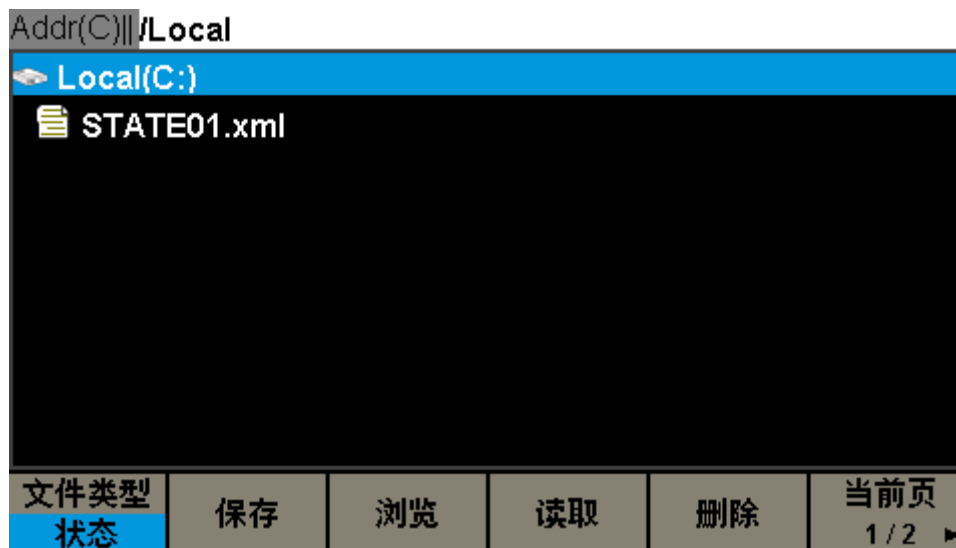 Addr(C)|| /Local
Local(C:)
STATE01.xml
文件类型 保存 浏览 读取 删除 当前页
状态 1/2